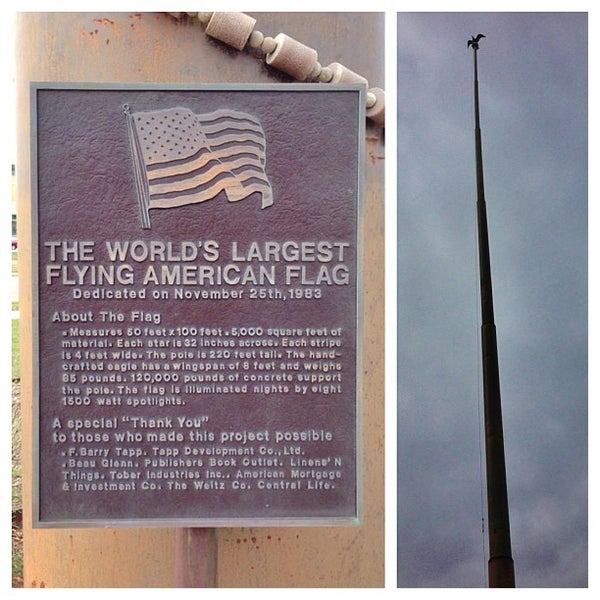 THE WORLD'S LARGEST
FLYING AMERICAN FLAG
Dedicated on November 25th, 1983
About The Flag
• Measures 50 feet x 100 feet • 5,000 square feet of
material. Each star is 32 inches across. Each stripe
is 4 feet wide. The pole is 220 feet tall. The hand-
crafted eagle has a wingspan of 8 feet and weighs
85 pounds. 120,000 pounds of concrete support
the pole. The flag is illuminated nights by eight
1500 watt spotlights.
A special "Thank You"
to those who made this project possible
• F. Barry Tapp. Tapp Development Co., Ltd.
• Beau Glenn. Publishers Book Outlet. Linens' N
Things. Tober Industries Inc.. American Mortgage
& Investment Co. The Weitz Co. Central Life.